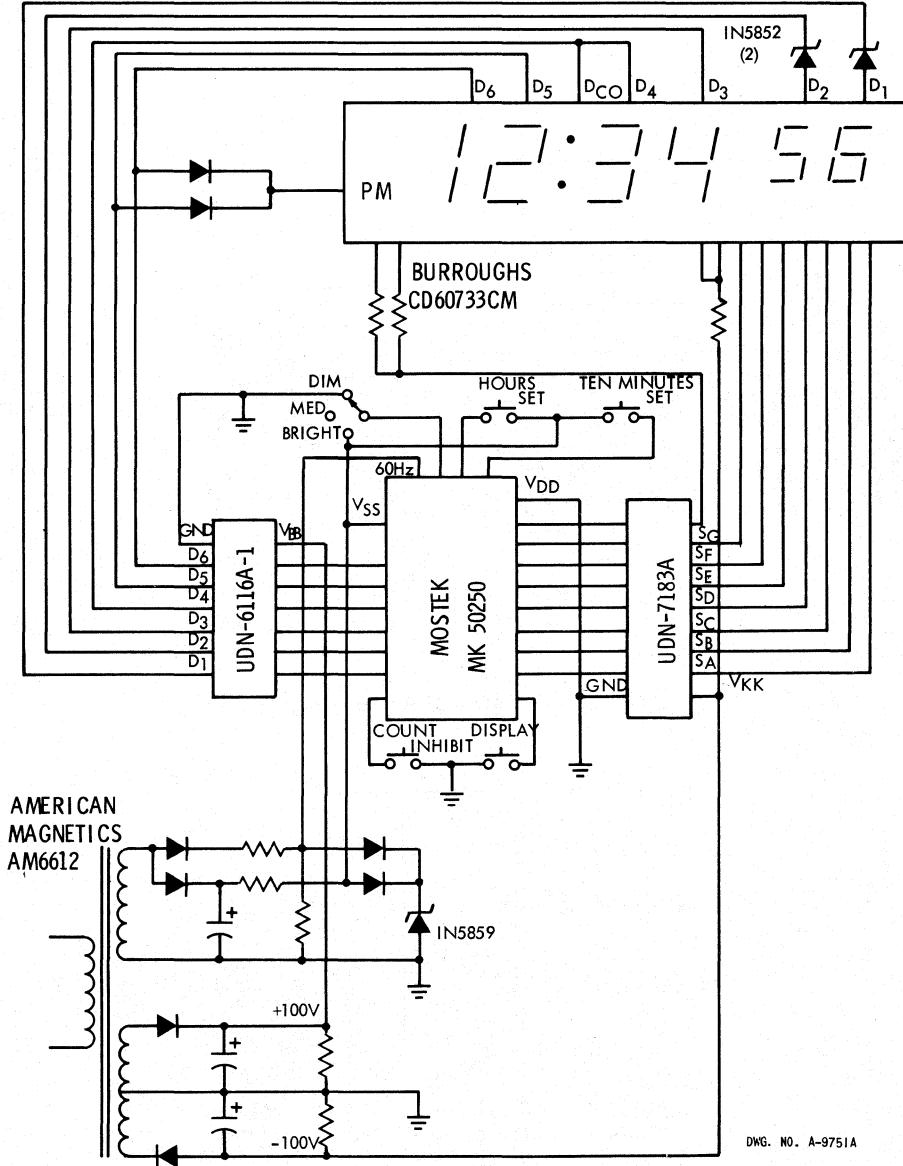 IN5852
(2)
D6 D5 DCO D4 D3 D2 D1
PM 12:34 56
BURROUGHS
CD60733CM
DIM
MED
BRIGHT
HOURS
SET
TEN MINUTES
SET
60Hz
VSS
VDD
GND
VBB
D6
D5
D4
D3
D2
D1
UDN-6116A-1
MOSTEK
MK 50250
UDN-7183A
SG
SF
SE
SD
SC
SB
SA
GND
VKK
COUNT
INHIBIT
DISPLAY
AMERICAN
MAGNETICS
AM6612
+
IN5859
+100V
+
+
-100V
DWG. NO. A-9751A